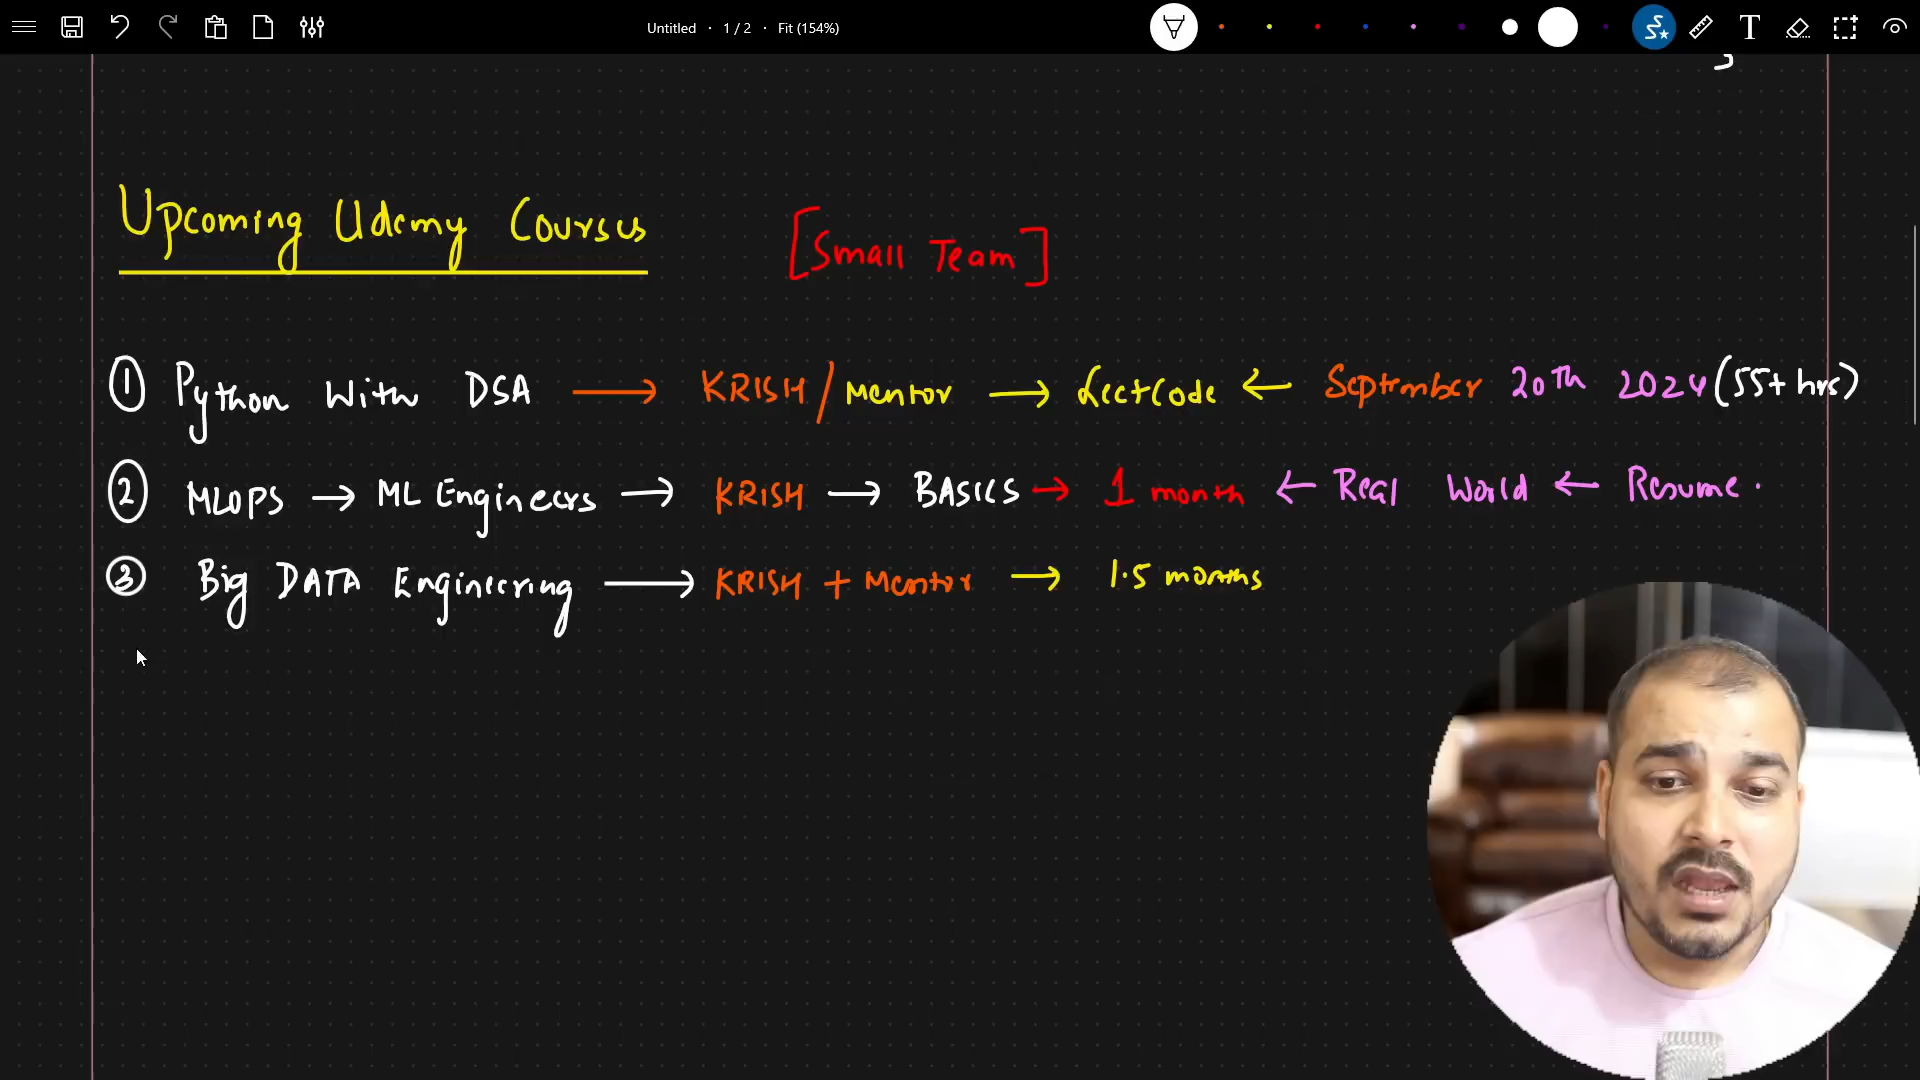 Untitled · 1 / 2 · Fit (154%)
Upcoming Udemy Courses [Small Team]
① Python With DSA → KRISH / Mentor → LeetCode ← September 20th 2024 (55+ hrs)
② MLOPS → ML Engineers → KRISH → BASICS → 1 month ← Real World ← Resume.
③ Big DATA Engineering → KRISH + Mentor → 1.5 months